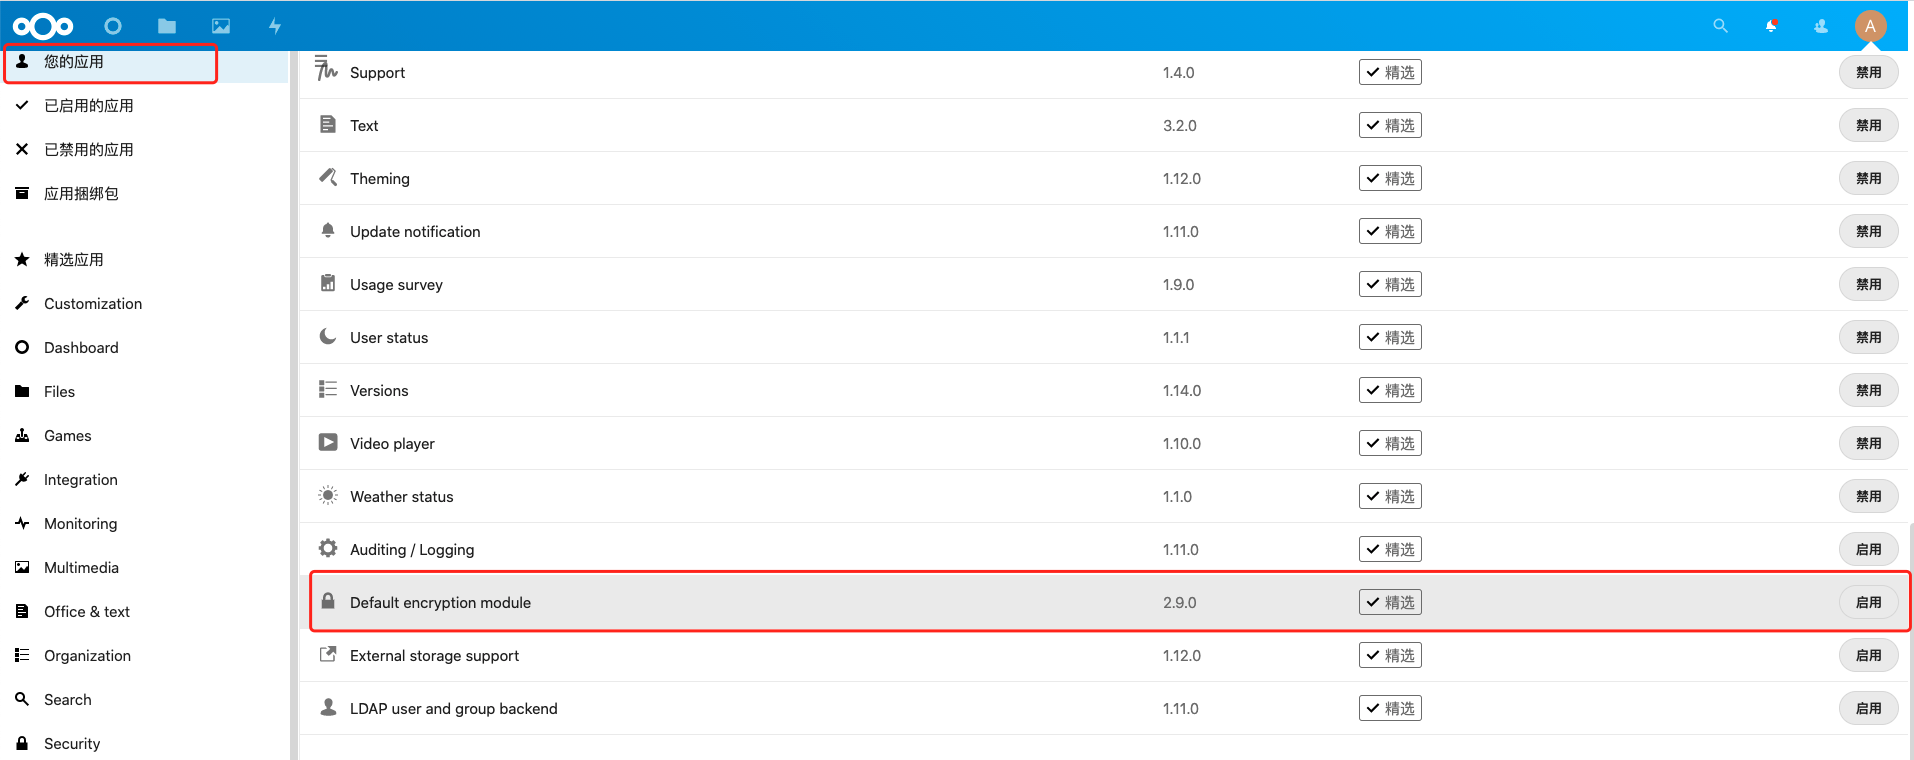 A
您的应用
已启用的应用
已禁用的应用
应用捆绑包
精选应用
Customization
Dashboard
Files
Games
Integration
Monitoring
Multimedia
Office & text
Organization
Search
Security
Support 1.4.0 精选 禁用
Text 3.2.0 精选 禁用
Theming 1.12.0 精选 禁用
Update notification 1.11.0 精选 禁用
Usage survey 1.9.0 精选 禁用
User status 1.1.1 精选 禁用
Versions 1.14.0 精选 禁用
Video player 1.10.0 精选 禁用
Weather status 1.1.0 精选 禁用
Auditing / Logging 1.11.0 精选 启用
Default encryption module 2.9.0 精选 启用
External storage support 1.12.0 精选 启用
LDAP user and group backend 1.11.0 精选 启用